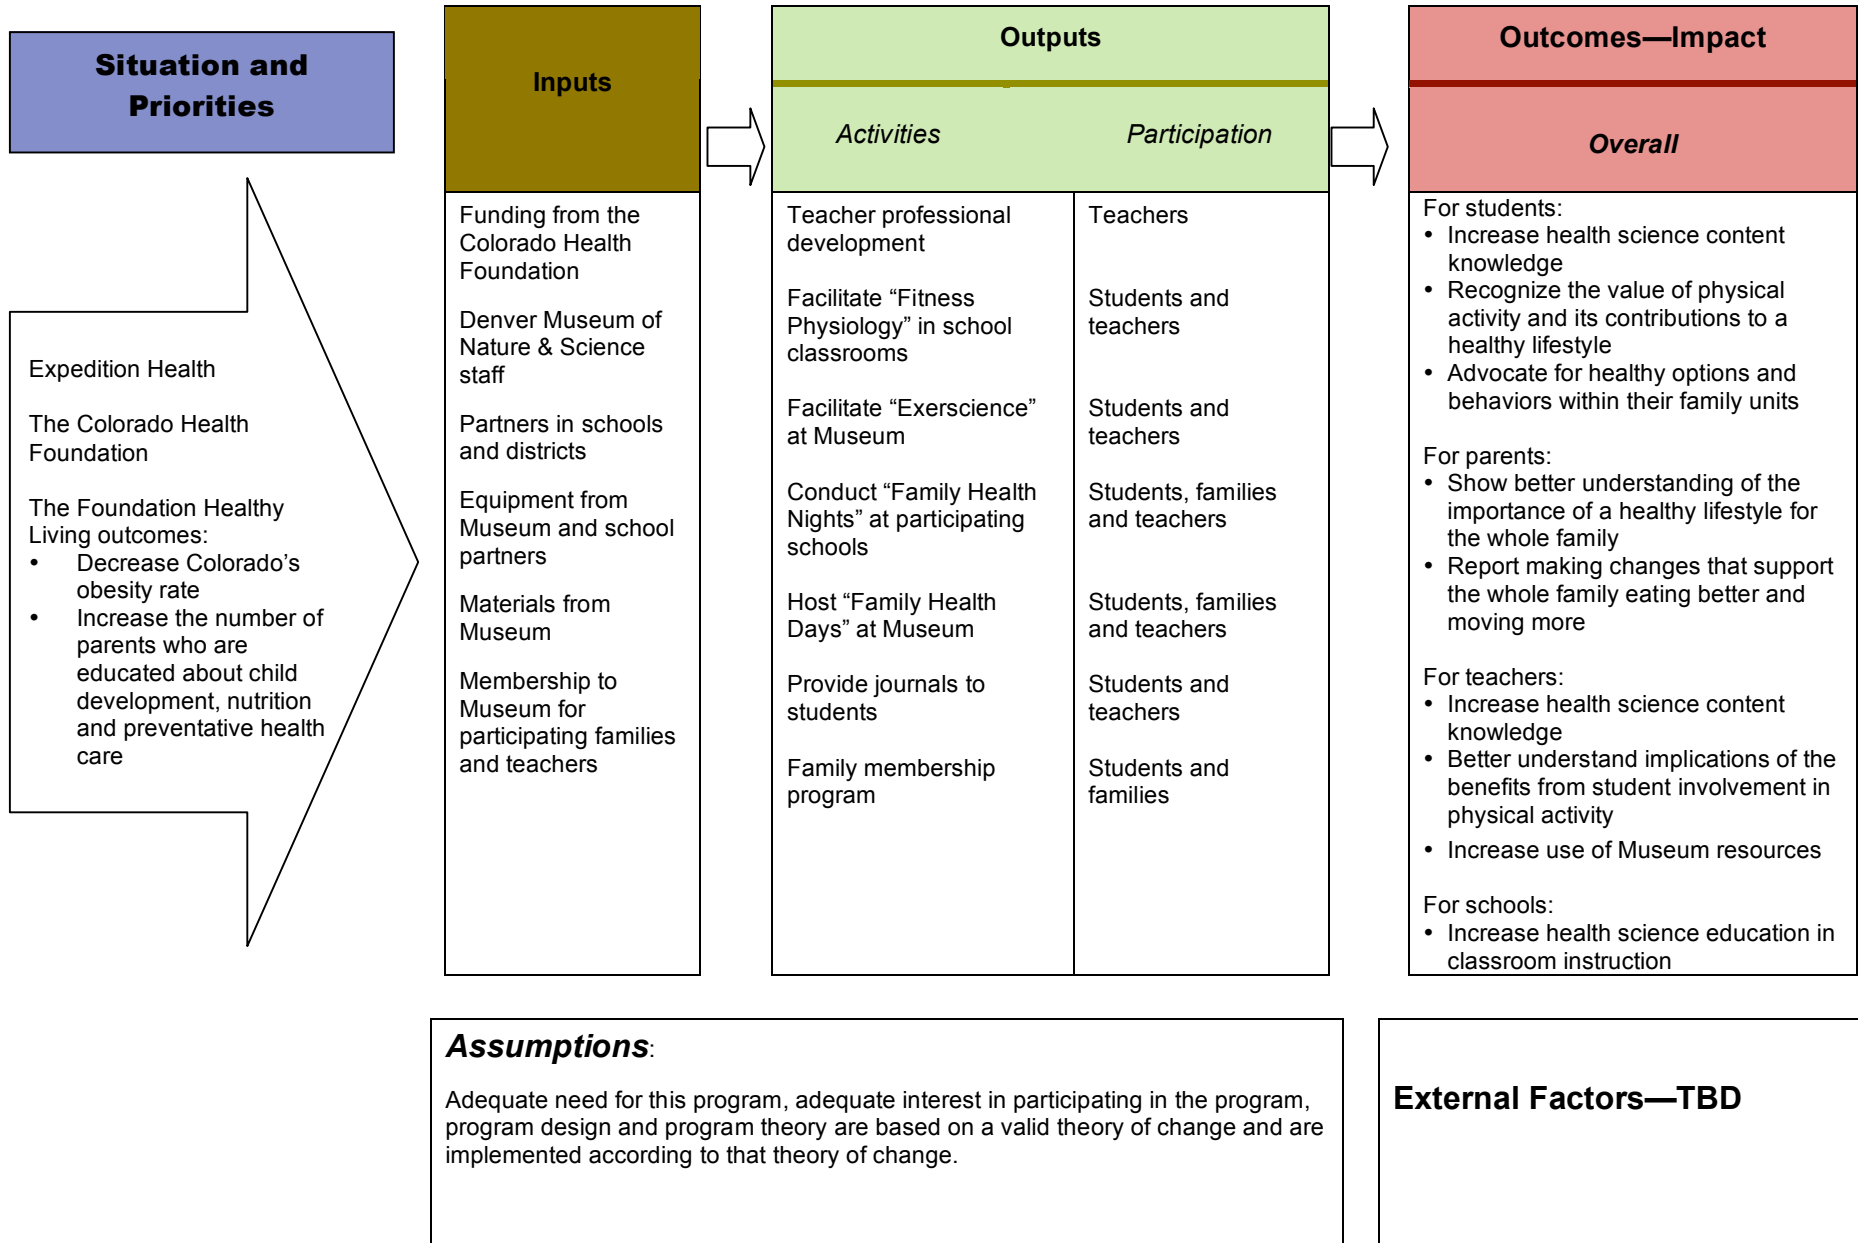 Situation and
Priorities
Expedition Health
The Colorado Health
Foundation
The Foundation Healthy
Living outcomes:
• Decrease Colorado’s
obesity rate
• Increase the number of
parents who are
educated about child
development, nutrition
and preventative health
care
Inputs
Funding from the
Colorado Health
Foundation
Denver Museum of
Nature & Science
staff
Partners in schools
and districts
Equipment from
Museum and school
partners
Materials from
Museum
Membership to
Museum for
participating families
and teachers
Outputs
Activities
Participation
Teacher professional
development
Teachers
Facilitate “Fitness
Physiology” in school
classrooms
Students and
teachers
Facilitate “Exerscience”
at Museum
Students and
teachers
Conduct “Family Health
Nights” at participating
schools
Students, families
and teachers
Host “Family Health
Days” at Museum
Students, families
and teachers
Provide journals to
students
Students and
teachers
Family membership
program
Students and
families
Outcomes—Impact
Overall
For students:
• Increase health science content
knowledge
• Recognize the value of physical
activity and its contributions to a
healthy lifestyle
• Advocate for healthy options and
behaviors within their family units
For parents:
• Show better understanding of the
importance of a healthy lifestyle for
the whole family
• Report making changes that support
the whole family eating better and
moving more
For teachers:
• Increase health science content
knowledge
• Better understand implications of the
benefits from student involvement in
physical activity
• Increase use of Museum resources
For schools:
• Increase health science education in
classroom instruction
Assumptions:
Adequate need for this program, adequate interest in participating in the program,
program design and program theory are based on a valid theory of change and are
implemented according to that theory of change.
External Factors—TBD